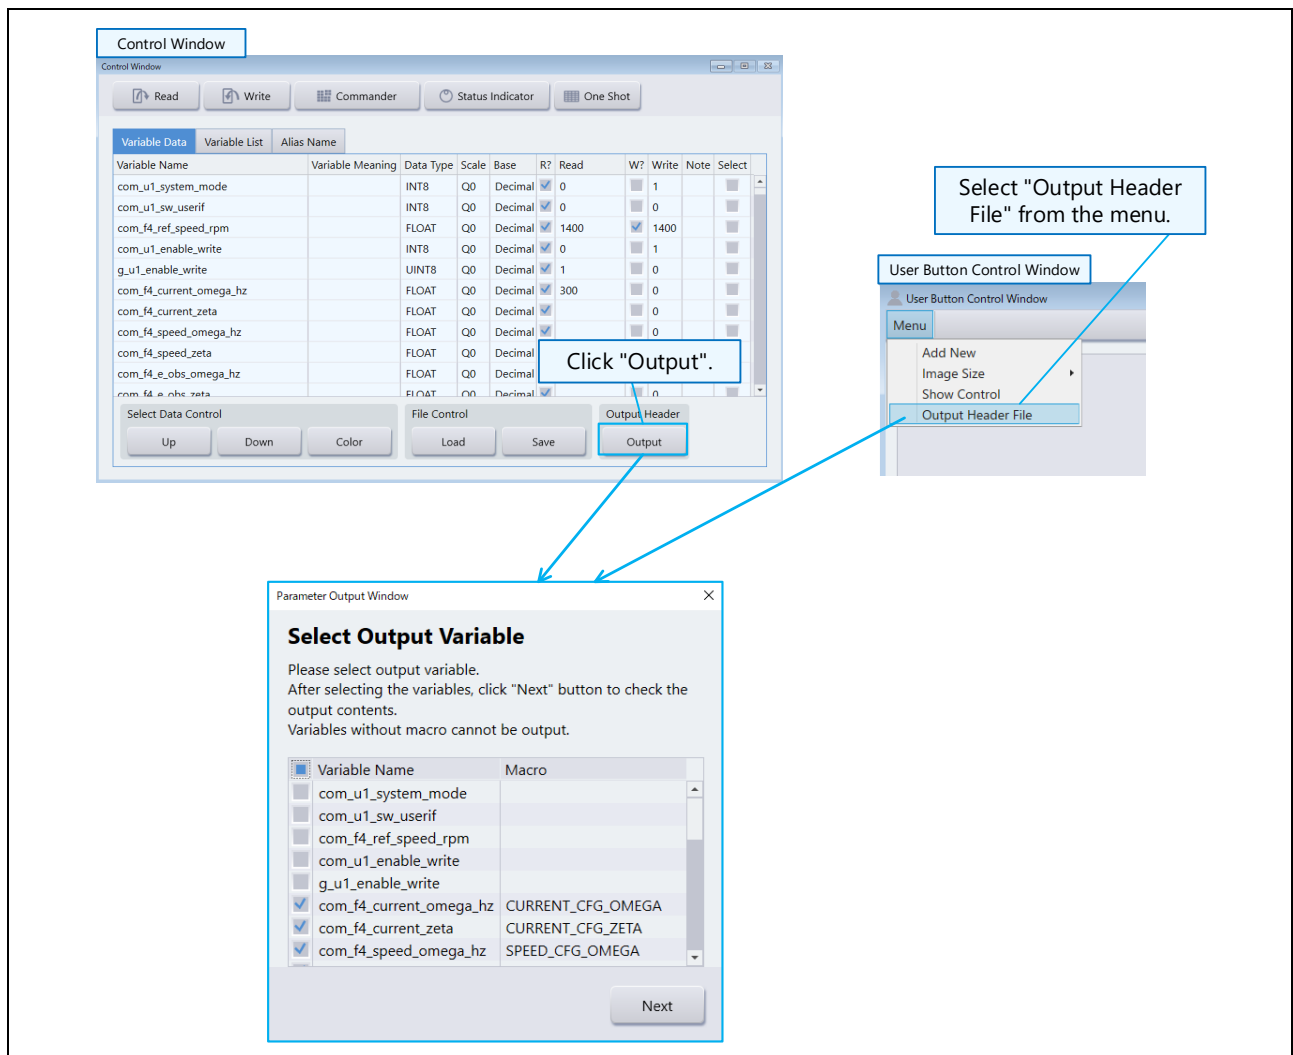 Control Window
Control Window
Read Write Commander Status Indicator One Shot
Variable Data Variable List Alias Name
Variable Name Variable Meaning Data Type Scale Base R? Read W? Write Note Select
com_u1_system_mode INT8 Q0 Decimal 0 1
com_u1_sw_userif INT8 Q0 Decimal 0 0
com_f4_ref_speed_rpm FLOAT Q0 Decimal 1400 1400
com_u1_enable_write INT8 Q0 Decimal 0 1
g_u1_enable_write UINT8 Q0 Decimal 1 0
com_f4_current_omega_hz FLOAT Q0 Decimal 300 0
com_f4_current_zeta FLOAT Q0 Decimal 0
com_f4_speed_omega_hz FLOAT Q0 Decimal 0
com_f4_speed_zeta FLOAT Q0 Decimal
com_f4_e_obs_omega_hz FLOAT Q0 Decimal
com_f4_e_obs_zeta FLOAT Q0 Decimal 0
Click "Output".
Select Data Control File Control Output Header
Up Down Color Load Save Output
Select "Output Header
File" from the menu.
User Button Control Window
User Button Control Window
Menu
Add New
Image Size
Show Control
Output Header File
Parameter Output Window
Select Output Variable
Please select output variable.
After selecting the variables, click "Next" button to check the
output contents.
Variables without macro cannot be output.
Variable Name Macro
com_u1_system_mode
com_u1_sw_userif
com_f4_ref_speed_rpm
com_u1_enable_write
g_u1_enable_write
com_f4_current_omega_hz CURRENT_CFG_OMEGA
com_f4_current_zeta CURRENT_CFG_ZETA
com_f4_speed_omega_hz SPEED_CFG_OMEGA
Next